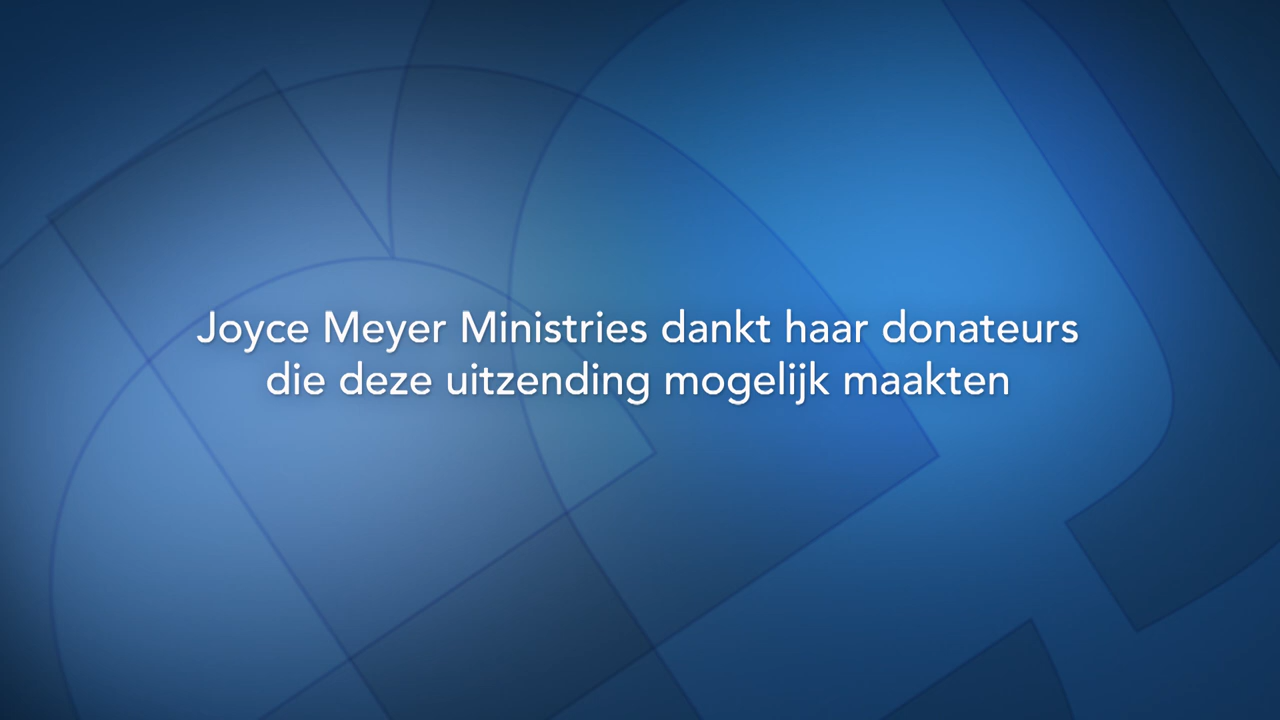 Joyce Meyer Ministries dankt haar donateurs
die deze uitzending mogelijk maakten